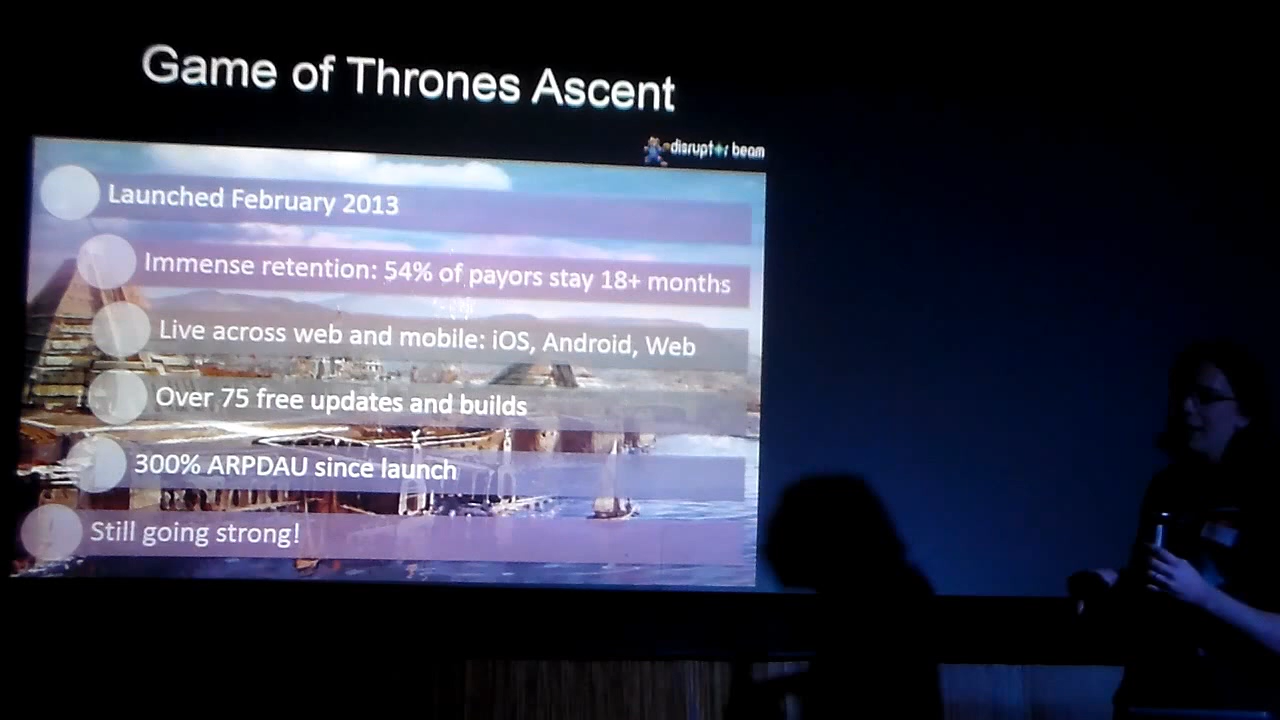 Game of Thrones Ascent
disruptor beam
Launched February 2013
Immense retention: 54% of payors stay 18+ months
Live across web and mobile: iOS, Android, Web
Over 75 free updates and builds
300% ARPDAU since launch
Still going strong!